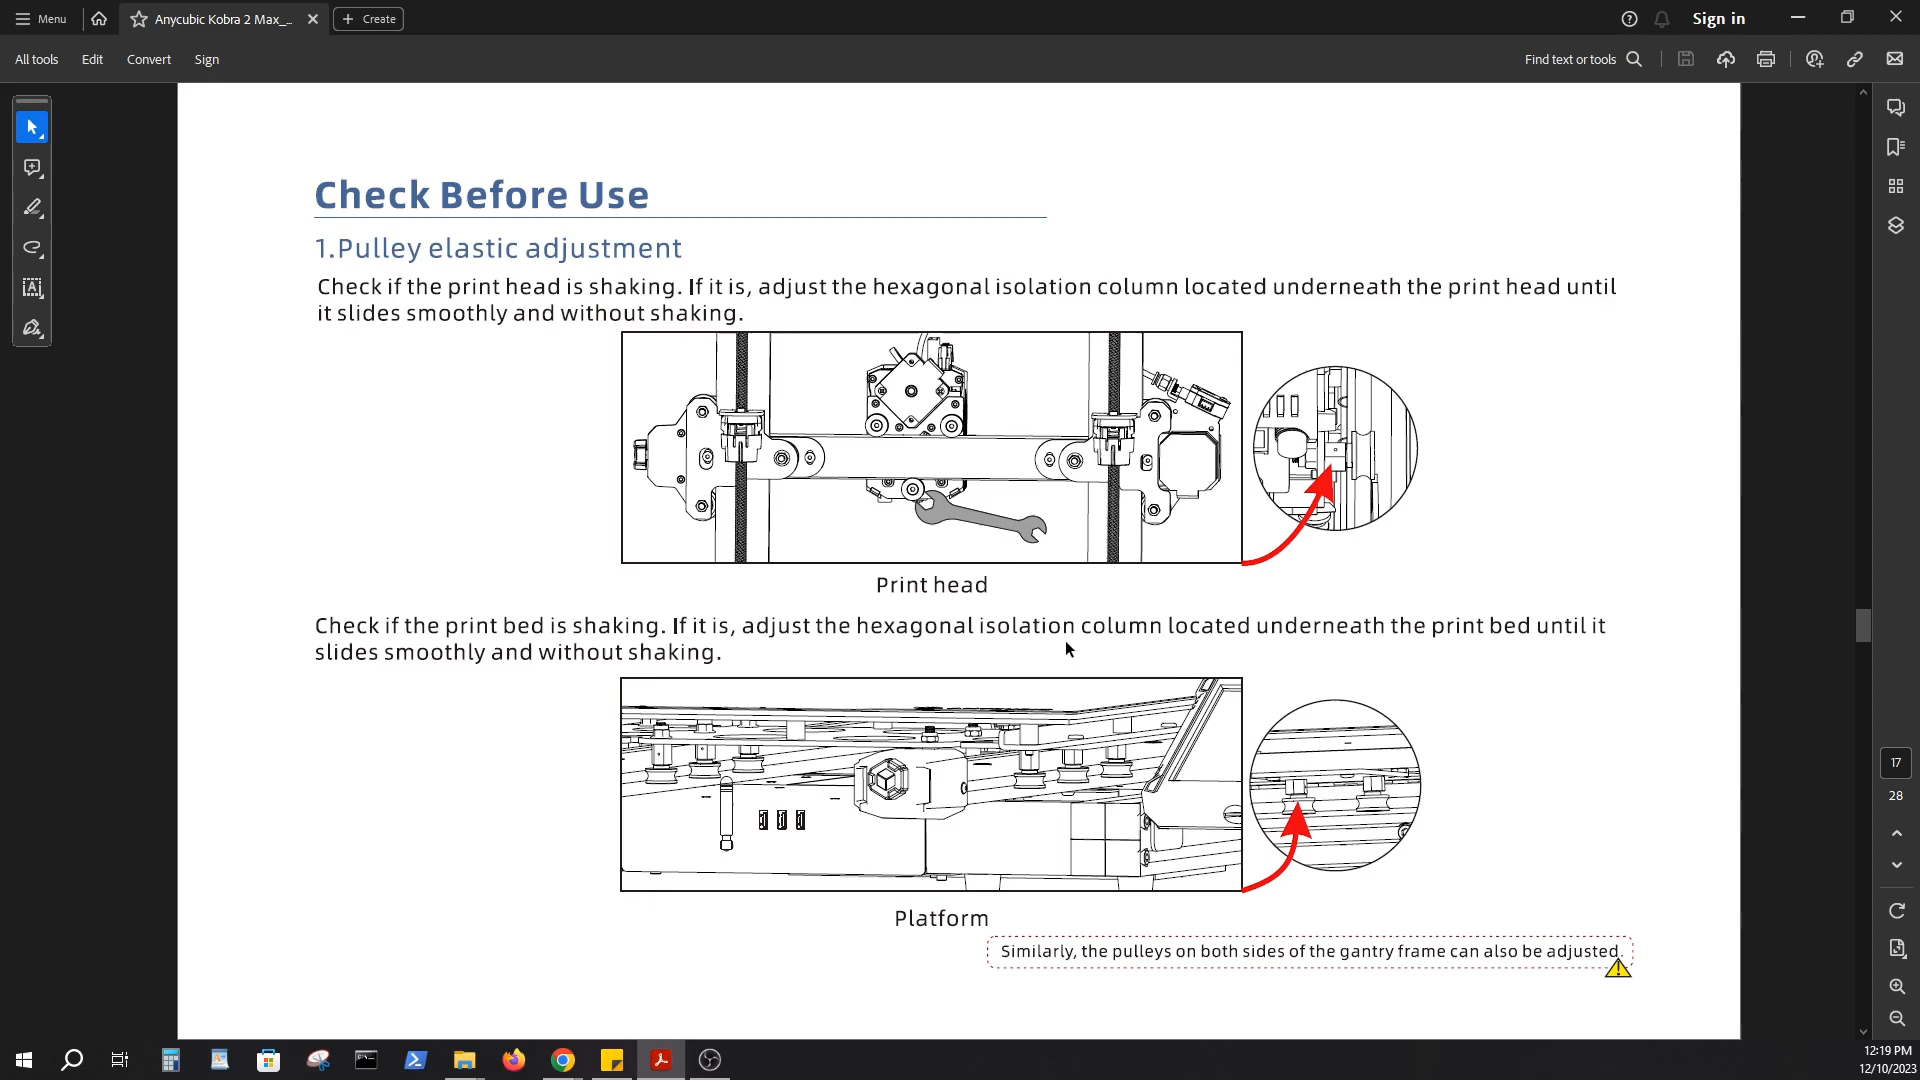 Menu
Anycubic Kobra 2 Max_...
Create
Sign in
All tools
Edit
Convert
Sign
Find text or tools
Check Before Use
1.Pulley elastic adjustment
Check if the print head is shaking. If it is, adjust the hexagonal isolation column located underneath the print head until
it slides smoothly and without shaking.
Print head
Check if the print bed is shaking. If it is, adjust the hexagonal isolation column located underneath the print bed until it
slides smoothly and without shaking.
Platform
Similarly, the pulleys on both sides of the gantry frame can also be adjusted.
17
28
12:19 PM
12/10/2023